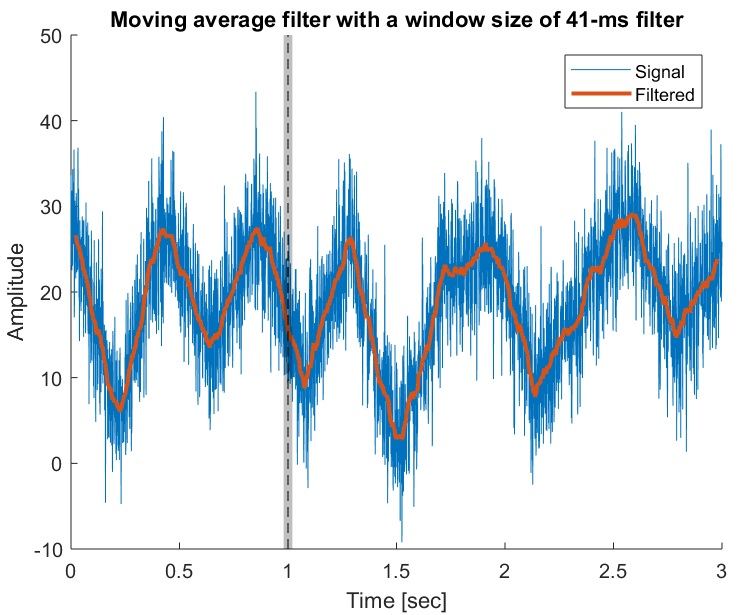 Moving average filter with a window size of 41-ms filter
50
40
30
20
10
0
-10
Amplitude
Signal
Filtered
0 0.5 1 1.5 2 2.5 3
Time [sec]